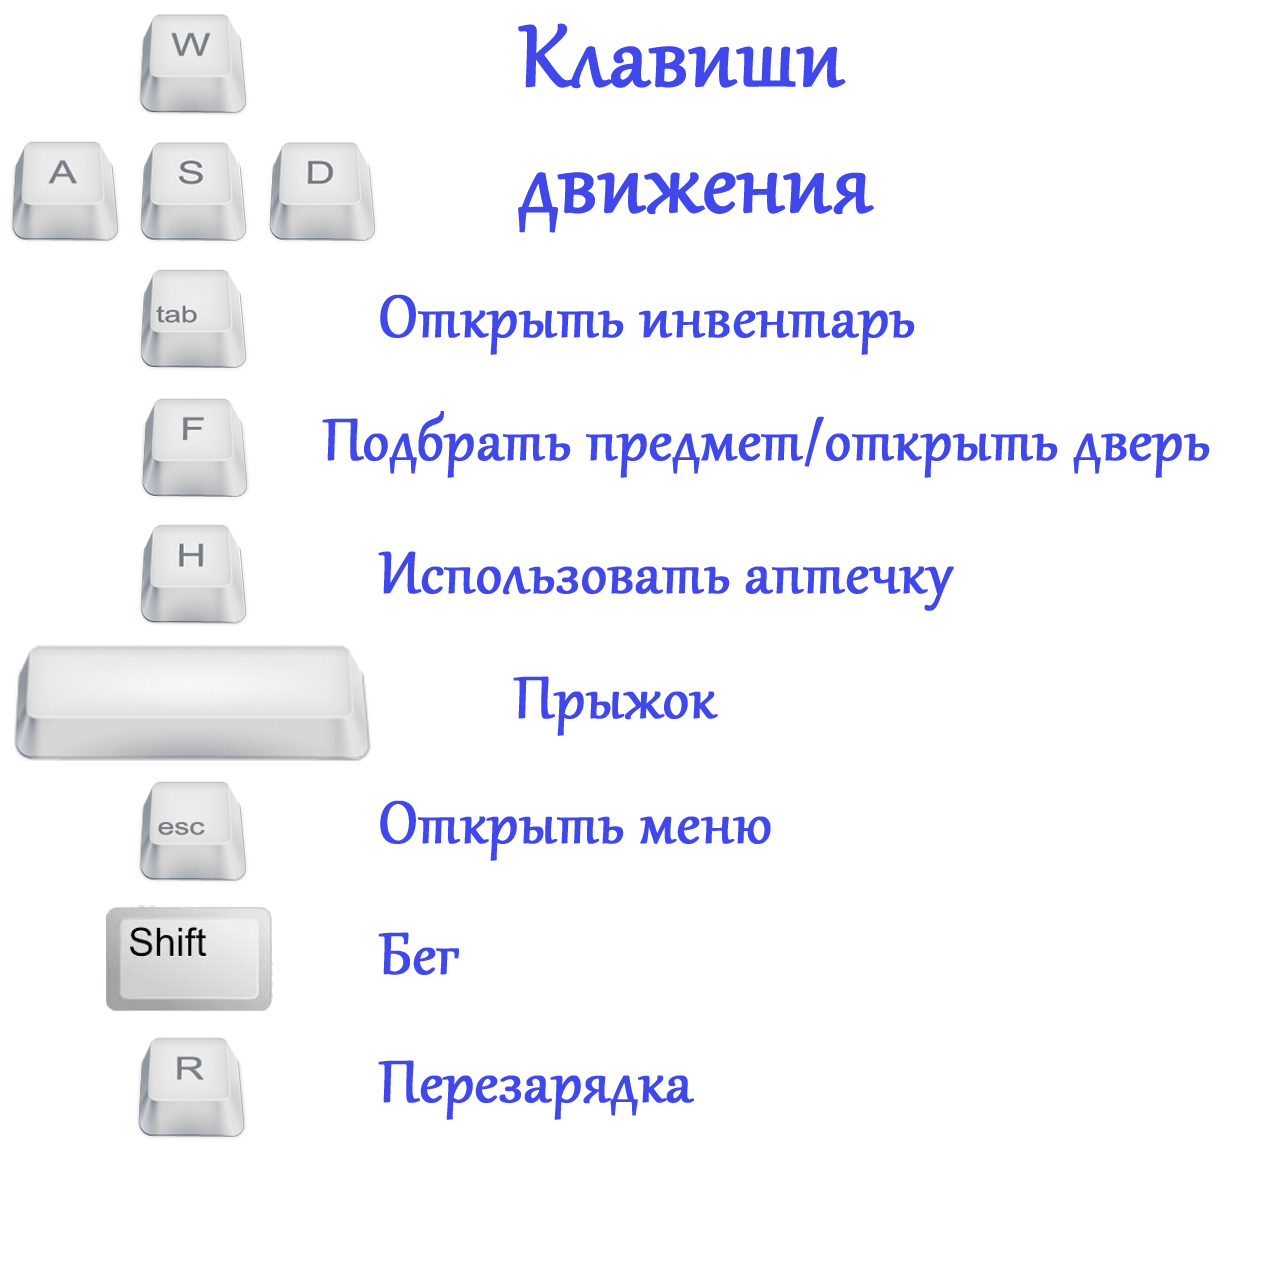 W
Клавиши
A S D
движения
tab
Открыть инвентарь
F
Подбрать предмет/открыть дверь
H
Использовать аптечку
Прыжок
esc
Открыть меню
Shift
Бег
R
Перезарядка